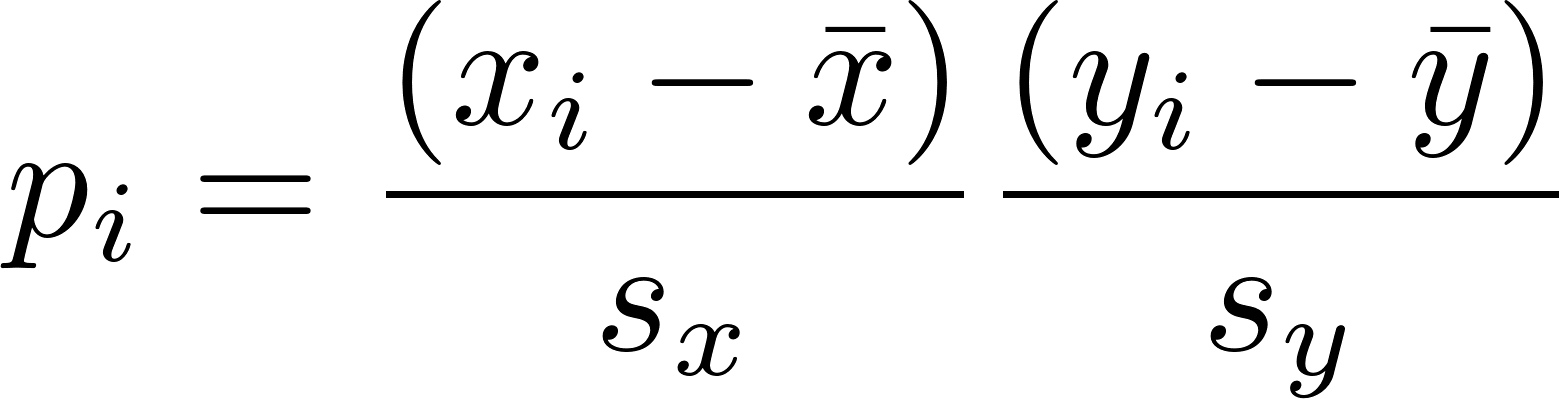 $p_i = \frac{(x_i - \bar{x})}{s_x} \frac{(y_i - \bar{y})}{s_y}$